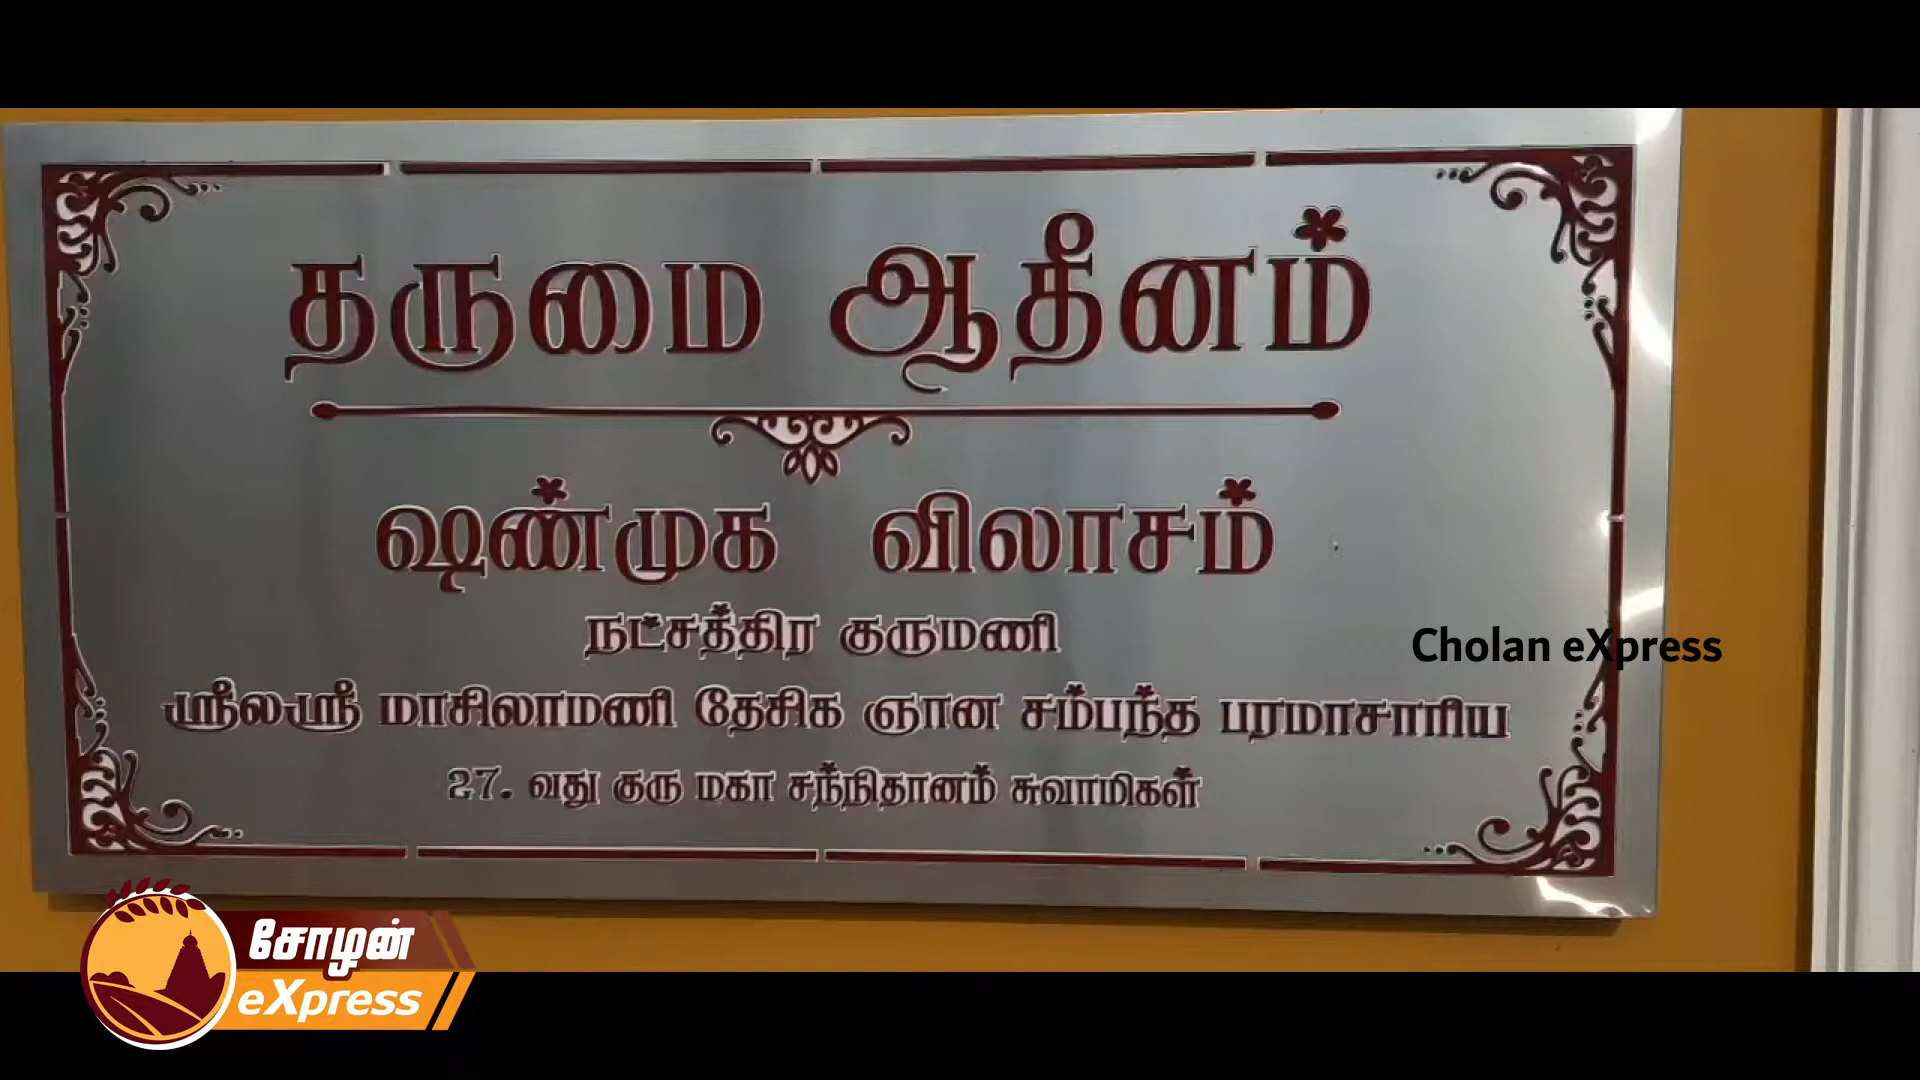 தருமை ஆதீனம்
ஷண்முக விலாசம்
நட்சத்திர குருமணி
ஸ்ரீலஸ்ரீ மாசிலாமணி தேசிக ஞான சம்பந்த பரமாசாரிய
27. வது குரு மகா சந்நிதானம் சுவாமிகள்
Cholan eXpress
சோழன்
eXpress